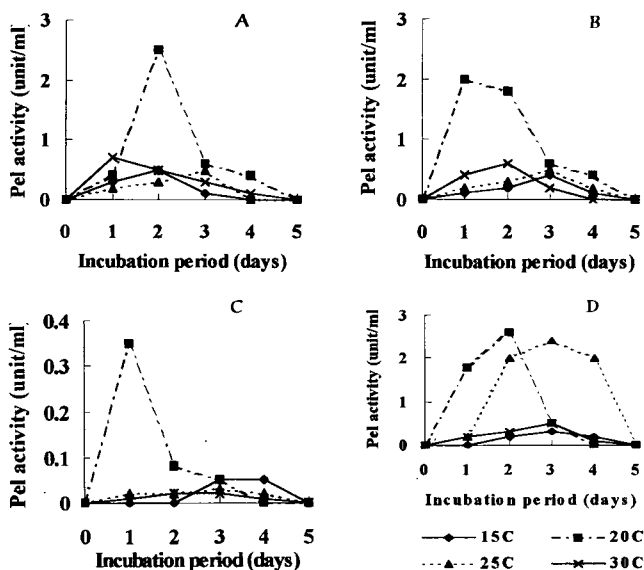 A
Pel activity (unit/ml)
3
2
1
0
0 1 2 3 4 5
Incubation period (days)
B
Pel activity (unit/ml
3
2
1
0
0 1 2 3 4 5
Incubation period (days)
C
Pel activity (unit/ml)
0.4
0.3
0.2
0.1
0
0 1 2 3 4 5
Incubation period (days)
D
Pel activity (unit/ml
3
2
1
0
0 1 2 3 4 5
Incubation period (days)
15C 20C
25C 30C